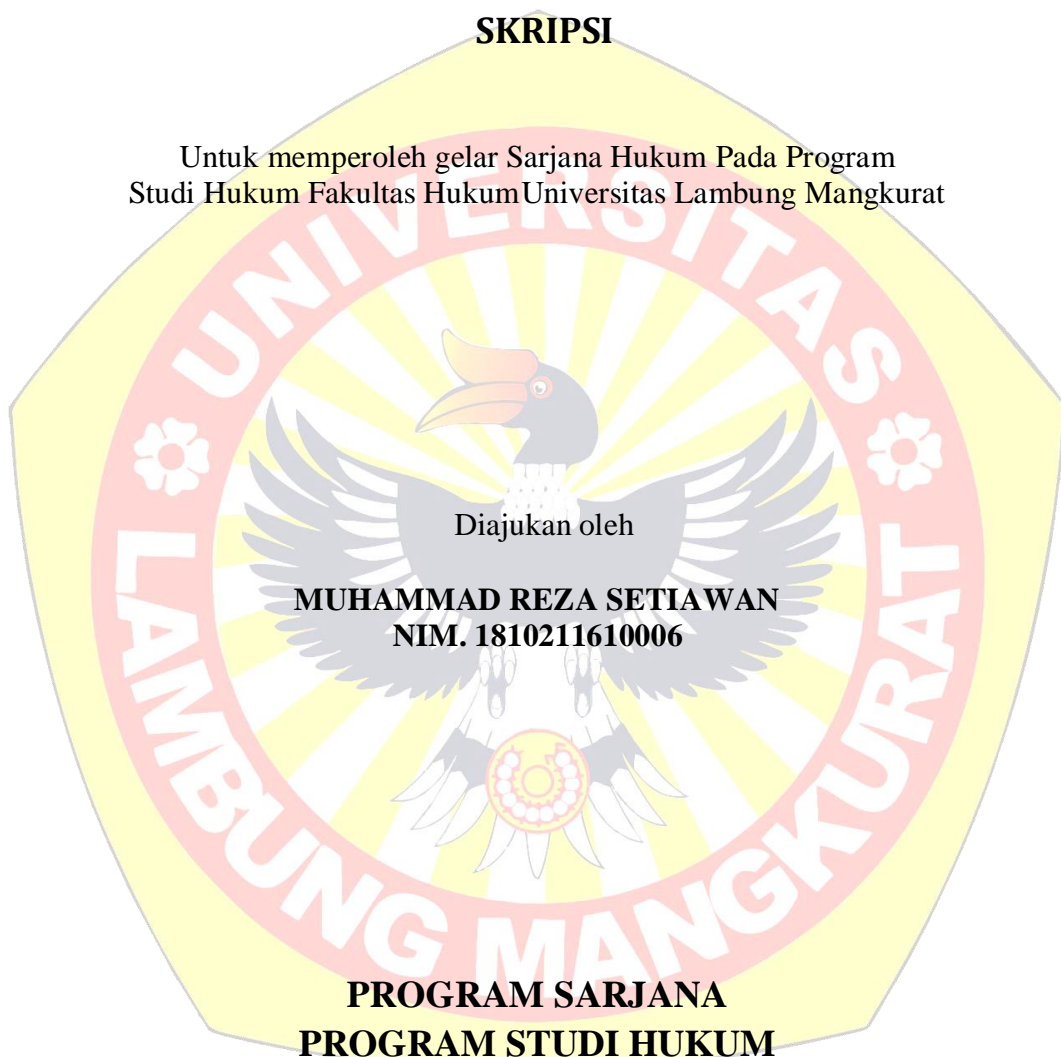 SKRIPSI
Untuk memperoleh gelar Sarjana Hukum Pada Program
Studi Hukum Fakultas HukumUniversitas Lambung Mangkurat
UNIVERSITAS
Diajukan oleh
MUHAMMAD REZA SETIAWAN
NIM. 1810211610006
LAMBUNG MANGKURAT
PROGRAM SARJANA
PROGRAM STUDI HUKUM